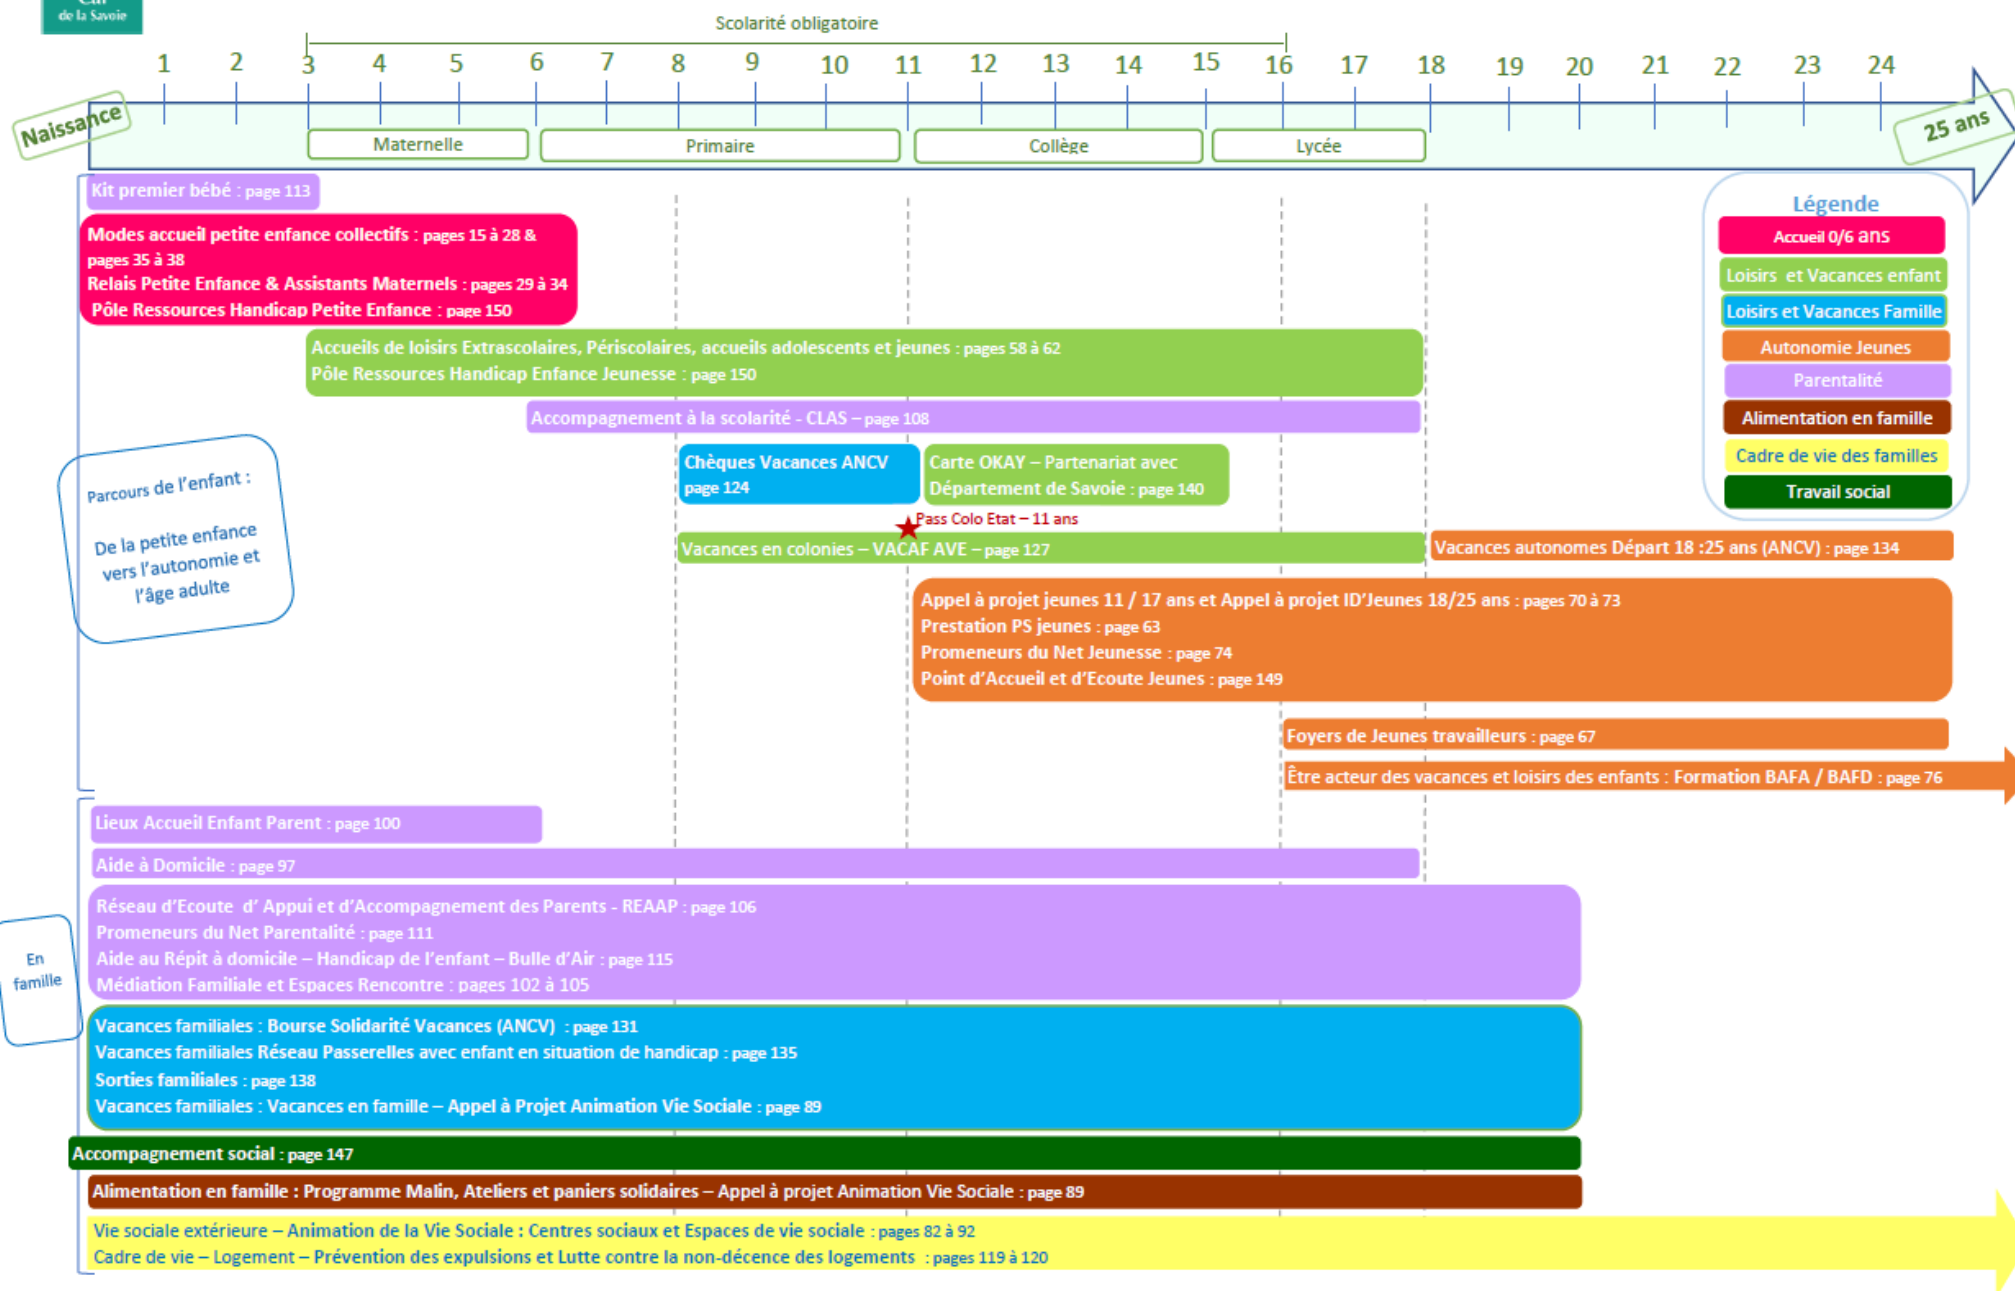 Caf
de la Savoie
Scolarité obligatoire
1 2 3 4 5 6 7 8 9 10 11 12 13 14 15 16 17 18 19 20 21 22 23 24
Naissance
25 ans
Maternelle
Primaire
Collège
Lycée
Kit premier bébé : page 113
Modes accueil petite enfance collectifs : pages 15 à 28 &
pages 35 à 38
Relais Petite Enfance & Assistants Maternels : pages 29 à 34
Pôle Ressources Handicap Petite Enfance : page 150
Légende
Accueil 0/6 ans
Loisirs et Vacances enfant
Loisirs et Vacances Famille
Autonomie Jeunes
Parentalité
Alimentation en famille
Cadre de vie des familles
Travail social
Accueils de loisirs Extrascolaires, Périscolaires, accueils adolescents et jeunes : pages 58 à 62
Pôle Ressources Handicap Enfance Jeunesse : page 150
Accompagnement à la scolarité - CLAS – page 108
Chèques Vacances ANCV
page 124
Carte OKAY – Partenariat avec
Département de Savoie : page 140
Pass Colo Etat – 11 ans
Vacances en colonies – VACAF AVE – page 127
Vacances autonomes Départ 18 :25 ans (ANCV) : page 134
Parcours de l'enfant :
De la petite enfance
vers l'autonomie et
l'âge adulte
Appel à projet jeunes 11 / 17 ans et Appel à projet ID'Jeunes 18/25 ans : pages 70 à 73
Prestation PS jeunes : page 63
Promeneurs du Net Jeunesse : page 74
Point d'Accueil et d'Ecoute Jeunes : page 149
Foyers de Jeunes travailleurs : page 67
Être acteur des vacances et loisirs des enfants : Formation BAFA / BAFD : page 76
Lieux Accueil Enfant Parent : page 100
Aide à Domicile : page 97
En
famille
Réseau d'Ecoute d' Appui et d'Accompagnement des Parents - REAAP : page 106
Promeneurs du Net Parentalité : page 111
Aide au Répit à domicile – Handicap de l'enfant – Bulle d'Air : page 115
Médiation Familiale et Espaces Rencontre : pages 102 à 105
Vacances familiales : Bourse Solidarité Vacances (ANCV) : page 131
Vacances familiales Réseau Passerelles avec enfant en situation de handicap : page 135
Sorties familiales : page 138
Vacances familiales : Vacances en famille – Appel à Projet Animation Vie Sociale : page 89
Accompagnement social : page 147
Alimentation en famille : Programme Malin, Ateliers et paniers solidaires – Appel à projet Animation Vie Sociale : page 89
Vie sociale extérieure – Animation de la Vie Sociale : Centres sociaux et Espaces de vie sociale : pages 82 à 92
Cadre de vie – Logement – Prévention des expulsions et Lutte contre la non-décence des logements : pages 119 à 120